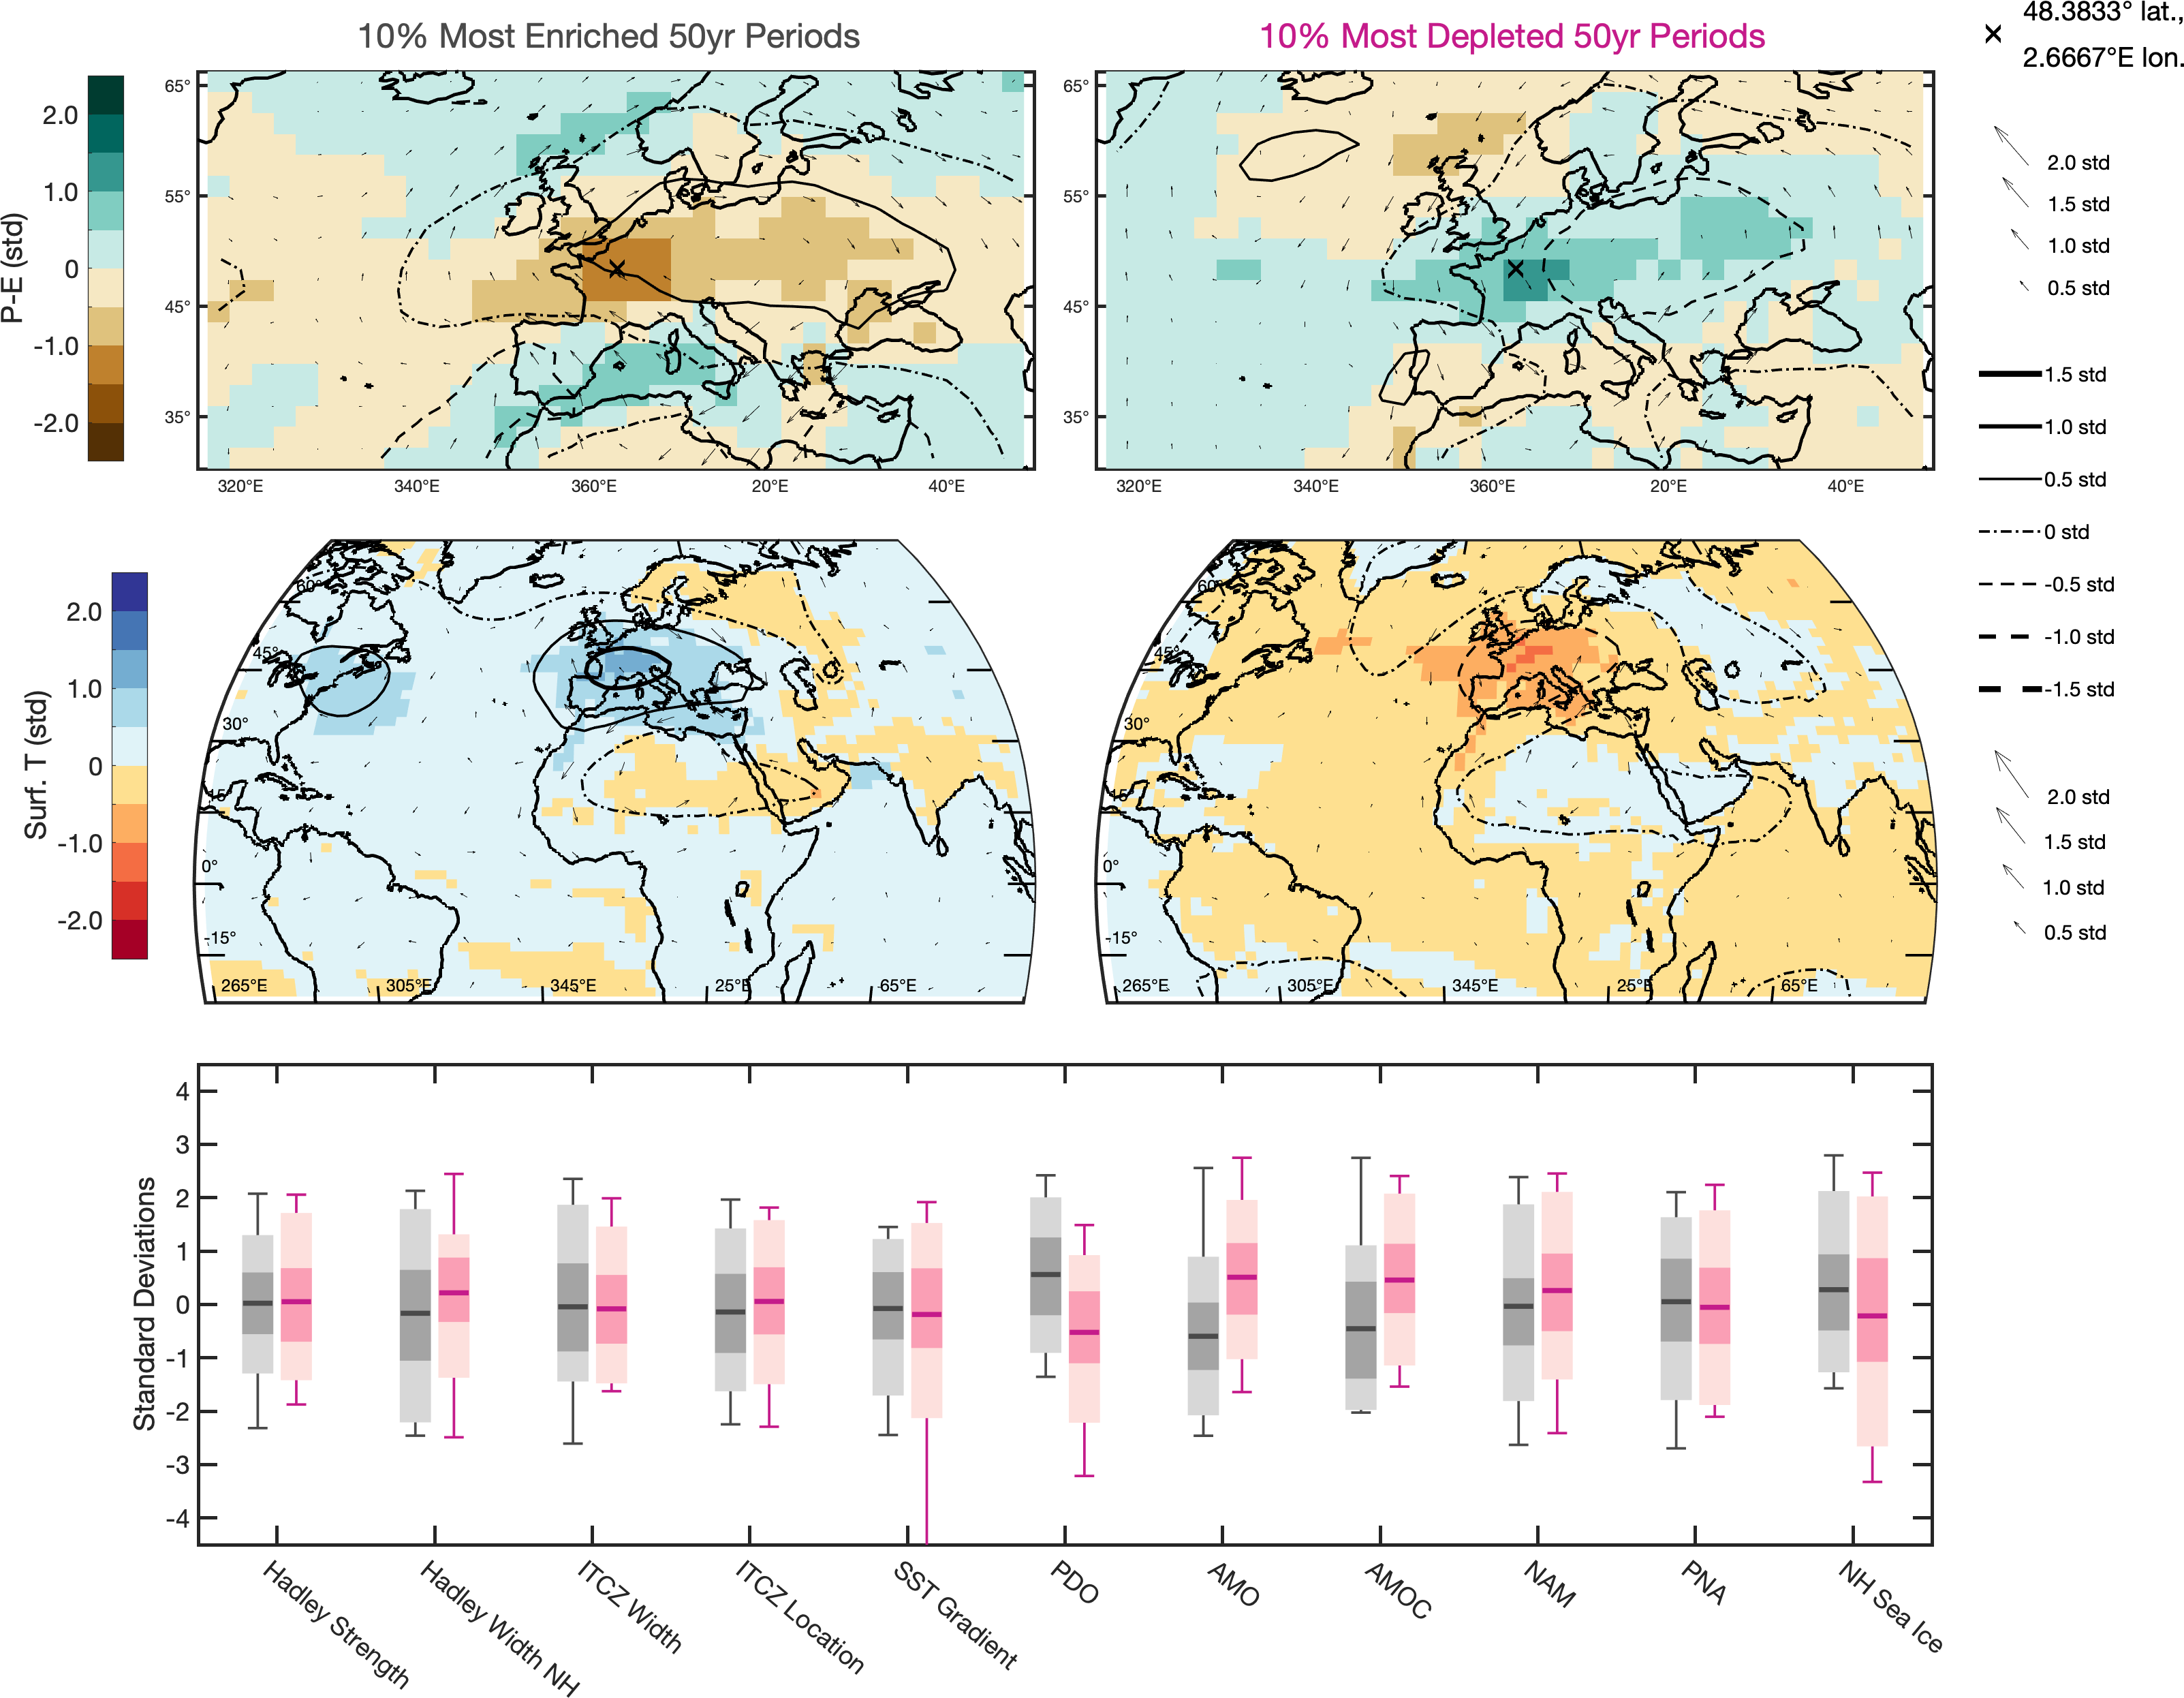 10% Most Enriched 50yr Periods
10% Most Depleted 50yr Periods
48.3833° lat.,
2.6667°E lon.
P-E (std)
2.0
1.0
0
-1.0
-2.0
65°
55°
45°
35°
320°E
340°E
360°E
20°E
40°E
65°
55°
45°
35°
320°E
340°E
360°E
20°E
40°E
2.0 std
1.5 std
1.0 std
0.5 std
1.5 std
1.0 std
0.5 std
0 std
-0.5 std
-1.0 std
-1.5 std
2.0 std
1.5 std
1.0 std
0.5 std
Surf. T (std)
2.0
1.0
0
-1.0
-2.0
60°
45°
30°
15°
0°
-15°
265°E
305°E
345°E
25°E
65°E
60°
45°
30°
15°
0°
-15°
265°E
305°E
345°E
25°E
65°E
Standard Deviations
4
3
2
1
0
-1
-2
-3
-4
Hadley Strength
Hadley Width NH
ITCZ Width
ITCZ Location
SST Gradient
PDO
AMO
AMOC
NAM
PNA
NH Sea Ice